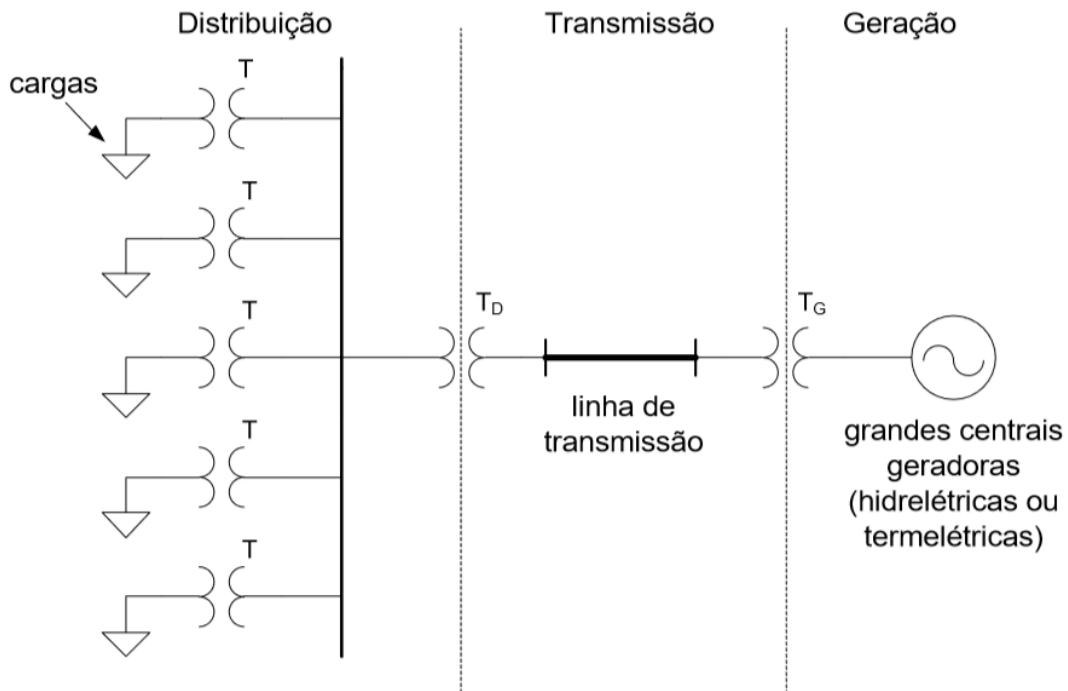 Distribuição
Transmissão
Geração
cargas
T
T
T
T
T
T_D
T_G
linha de
transmissão
grandes centrais
geradoras
(hidrelétricas ou
termelétricas)